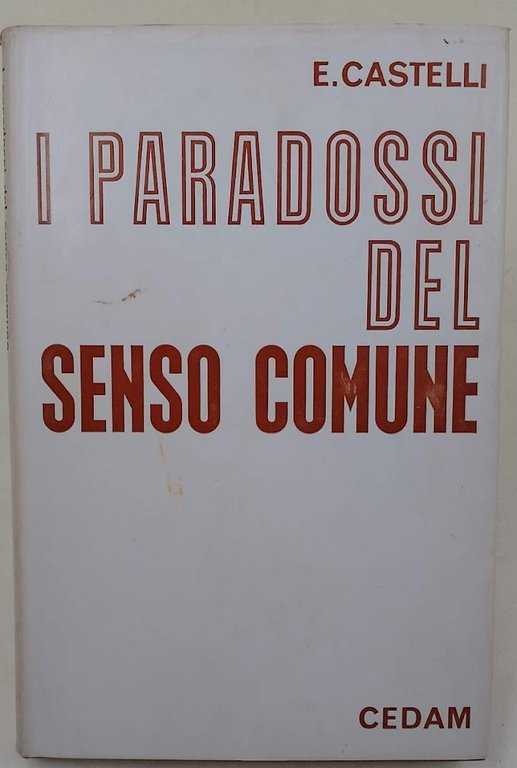 E. CASTELLI
I PARADOSSI
DEL
SENSO COMUNE
CEDAM